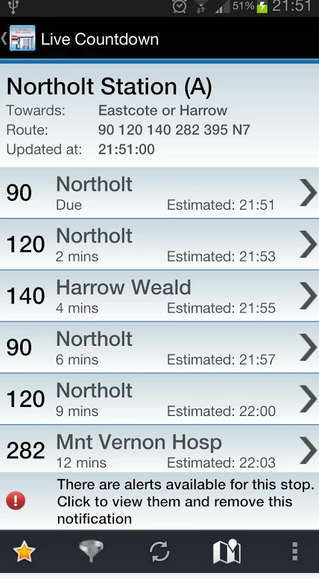 51% 21:51
Live Countdown
Northolt Station (A)
Towards: Eastcote or Harrow
Route: 90 120 140 282 395 N7
Updated at: 21:51:00
90 Northolt
Due Estimated: 21:51
120 Northolt
2 mins Estimated: 21:53
140 Harrow Weald
4 mins Estimated: 21:55
90 Northolt
6 mins Estimated: 21:57
120 Northolt
9 mins Estimated: 22:00
282 Mnt Vernon Hosp
12 mins Estimated: 22:03
There are alerts available for this stop.
Click to view them and remove this
notification